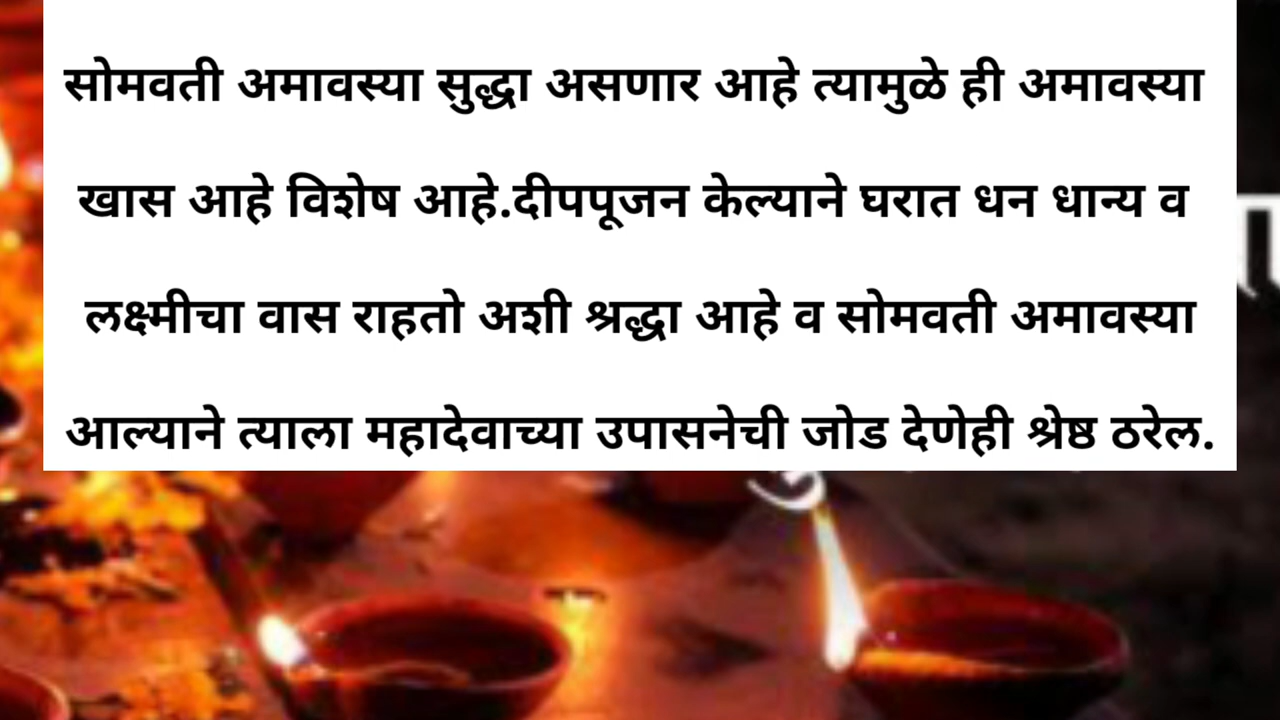 सोमवती अमावस्या सुद्धा असणार आहे त्यामुळे ही अमावस्या
खास आहे विशेष आहे.दीपपूजन केल्याने घरात धन धान्य व
लक्ष्मीचा वास राहतो अशी श्रद्धा आहे व सोमवती अमावस्या
आल्याने त्याला महादेवाच्या उपासनेची जोड देणेही श्रेष्ठ ठरेल.